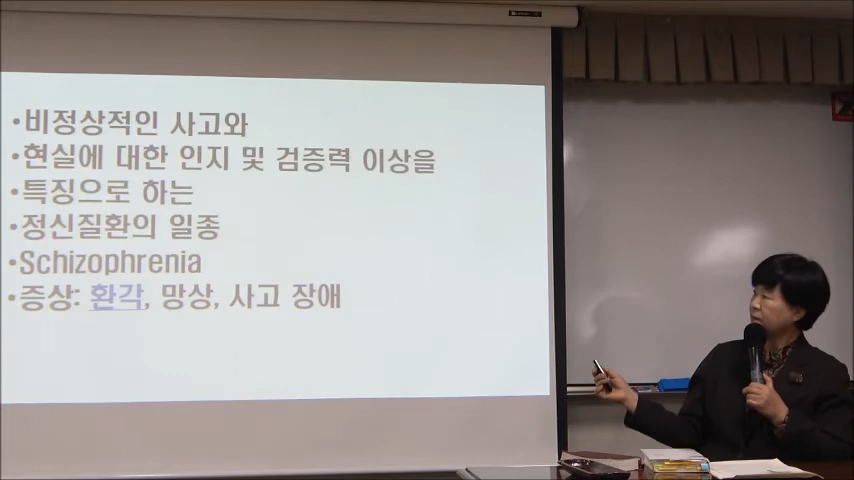 •비정상적인 사고와
•현실에 대한 인지 및 검증력 이상을
•특징으로 하는
•정신질환의 일종
•Schizophrenia
•증상: 환각, 망상, 사고 장애